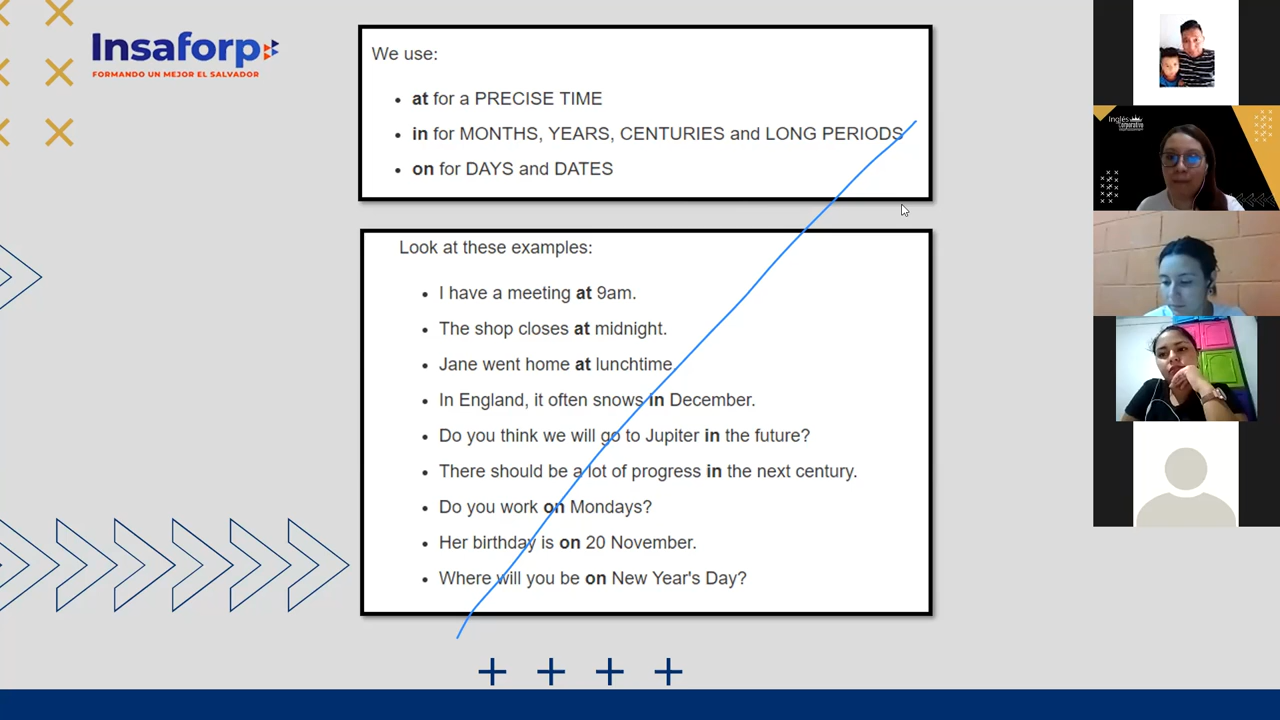 Insaforp
FORMANDO UN MEJOR EL SALVADOR
We use:
• at for a PRECISE TIME
• in for MONTHS, YEARS, CENTURIES and LONG PERIODS
• on for DAYS and DATES
Look at these examples:
• I have a meeting at 9am.
• The shop closes at midnight.
• Jane went home at lunchtime.
• In England, it often snows in December.
• Do you think we will go to Jupiter in the future?
• There should be a lot of progress in the next century.
• Do you work on Mondays?
• Her birthday is on 20 November.
• Where will you be on New Year's Day?
Inglés
Corporativo